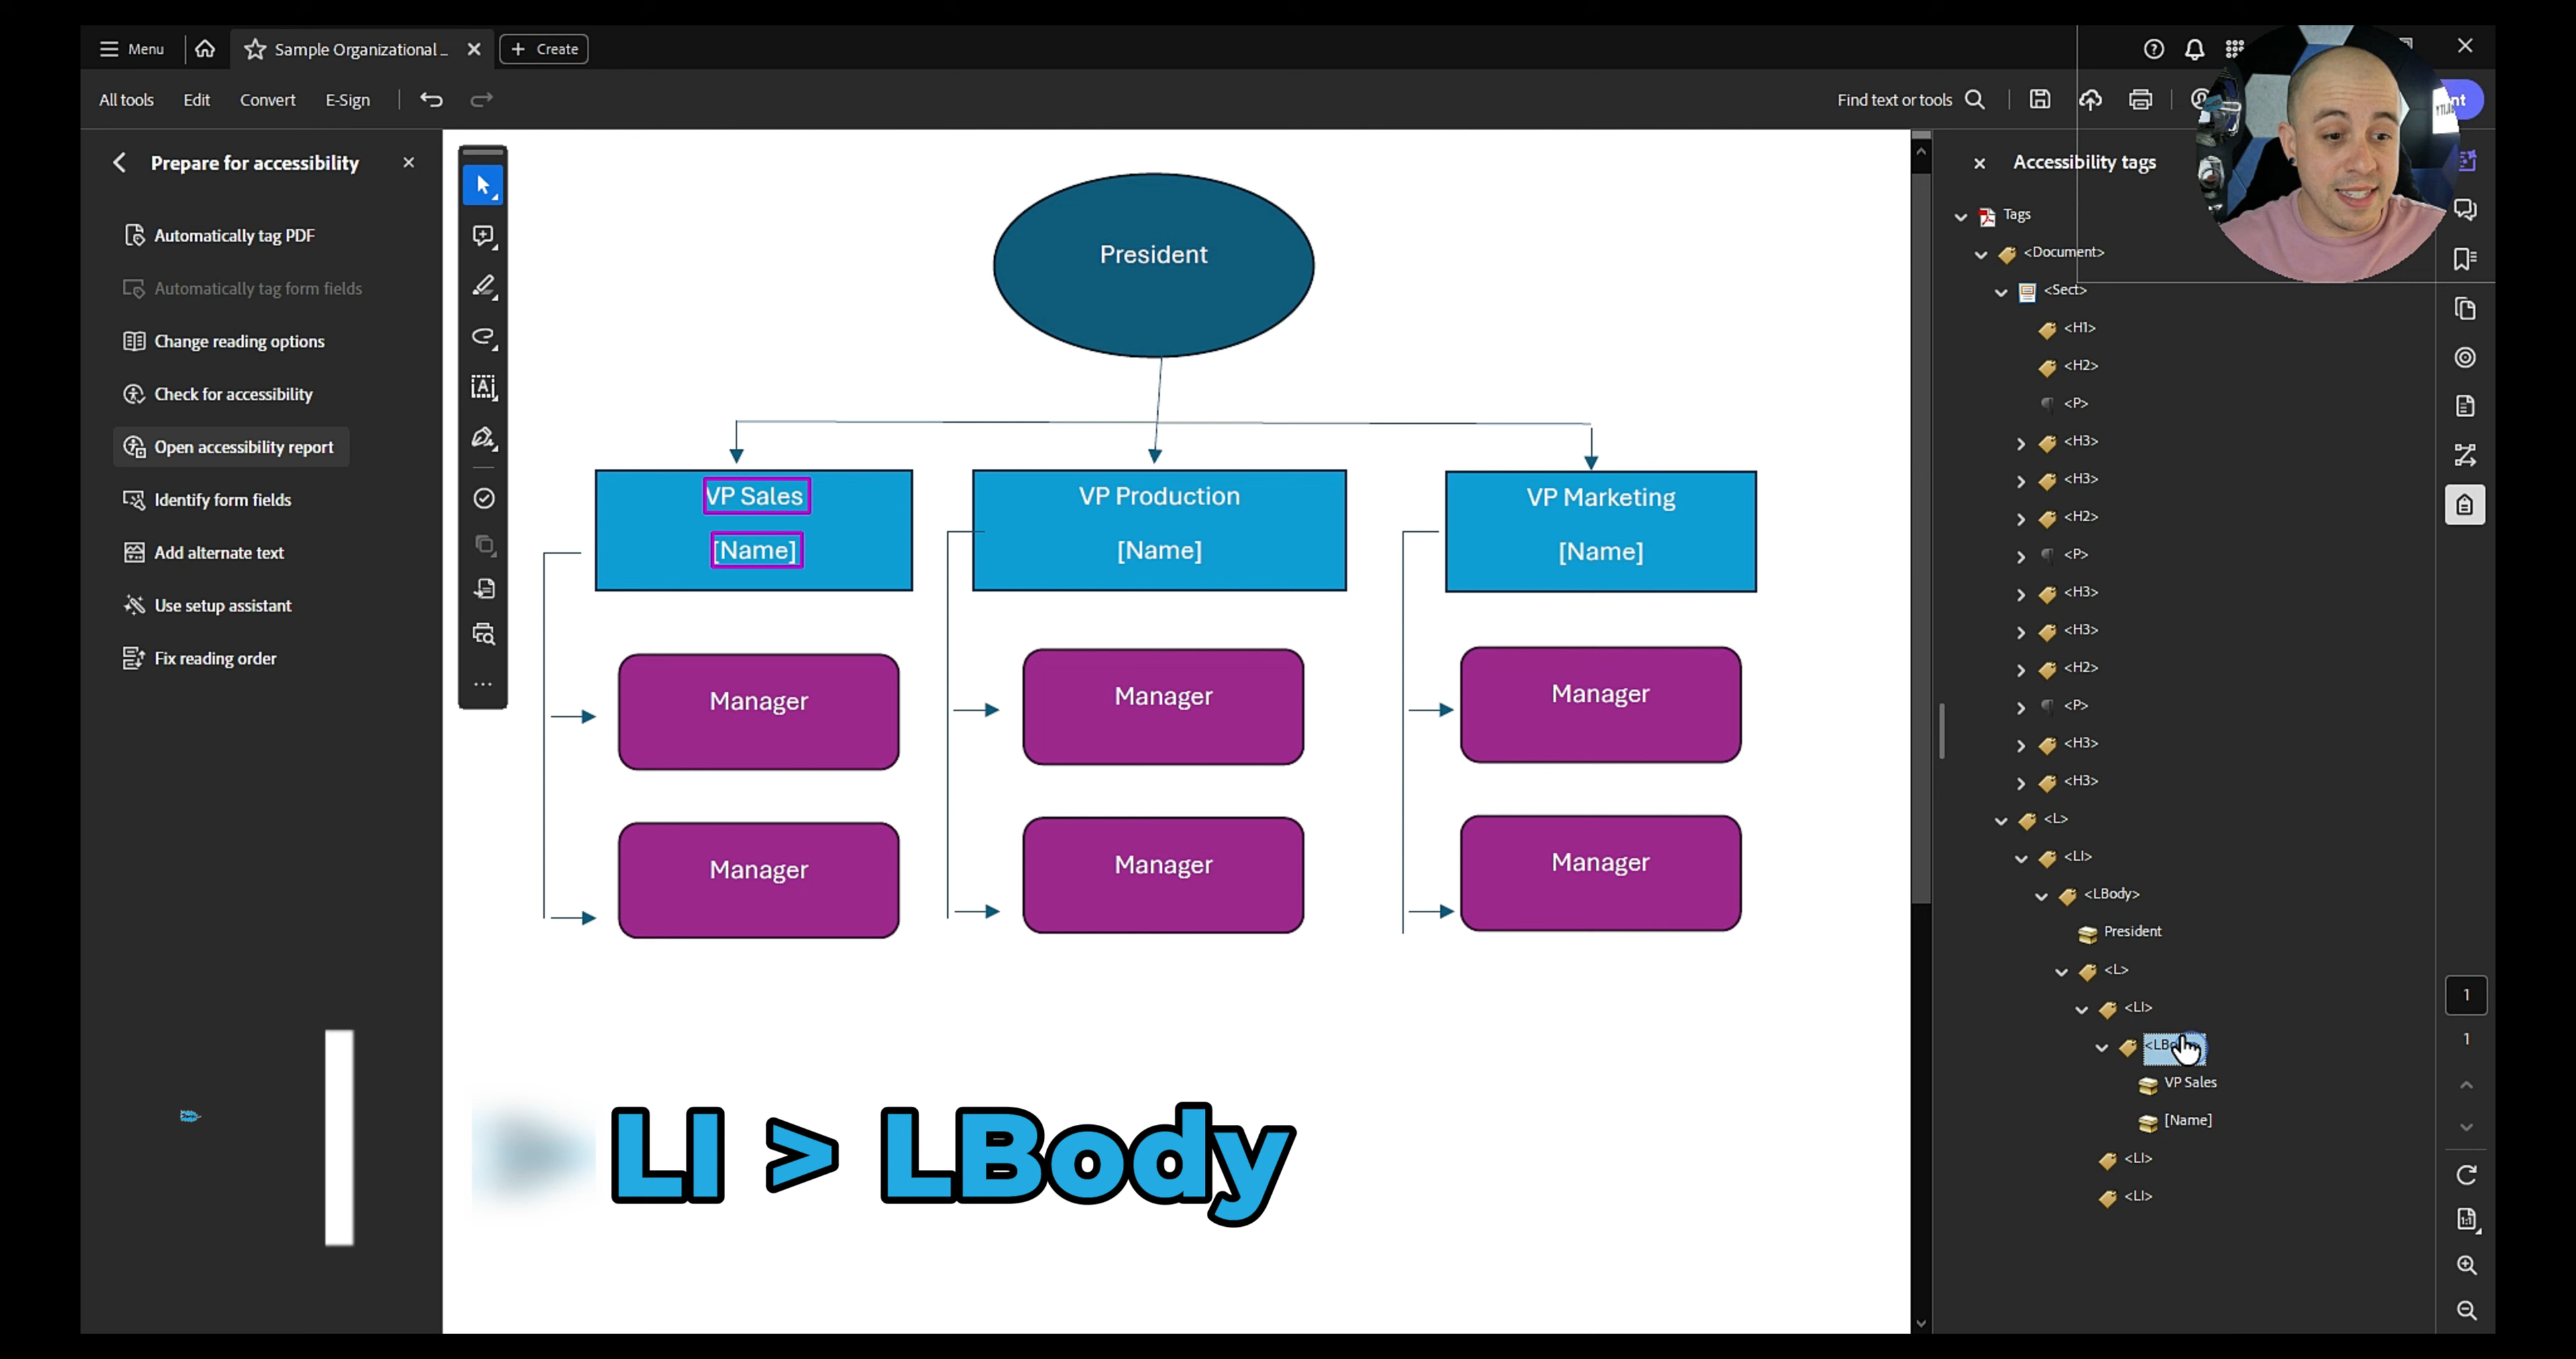 Menu
Sample Organizational _
Create
All tools
Edit
Convert
E-Sign
Find text or tools
Prepare for accessibility
Automatically tag PDF
Automatically tag form fields
Change reading options
Check for accessibility
Open accessibility report
Identify form fields
Add alternate text
Use setup assistant
Fix reading order
President
VP Sales
[Name]
VP Production
[Name]
VP Marketing
[Name]
Manager
Manager
Manager
Manager
Manager
Manager
LI > LBody
Accessibility tags
Tags
<Document>
<Sect>
<H1>
<H2>
<P>
<H3>
<H3>
<H2>
<P>
<H3>
<H3>
<H2>
<P>
<H3>
<H3>
<L>
<LI>
<LBody>
President
<L>
<LI>
VP Sales
[Name]
<LI>
<LI>
1
1